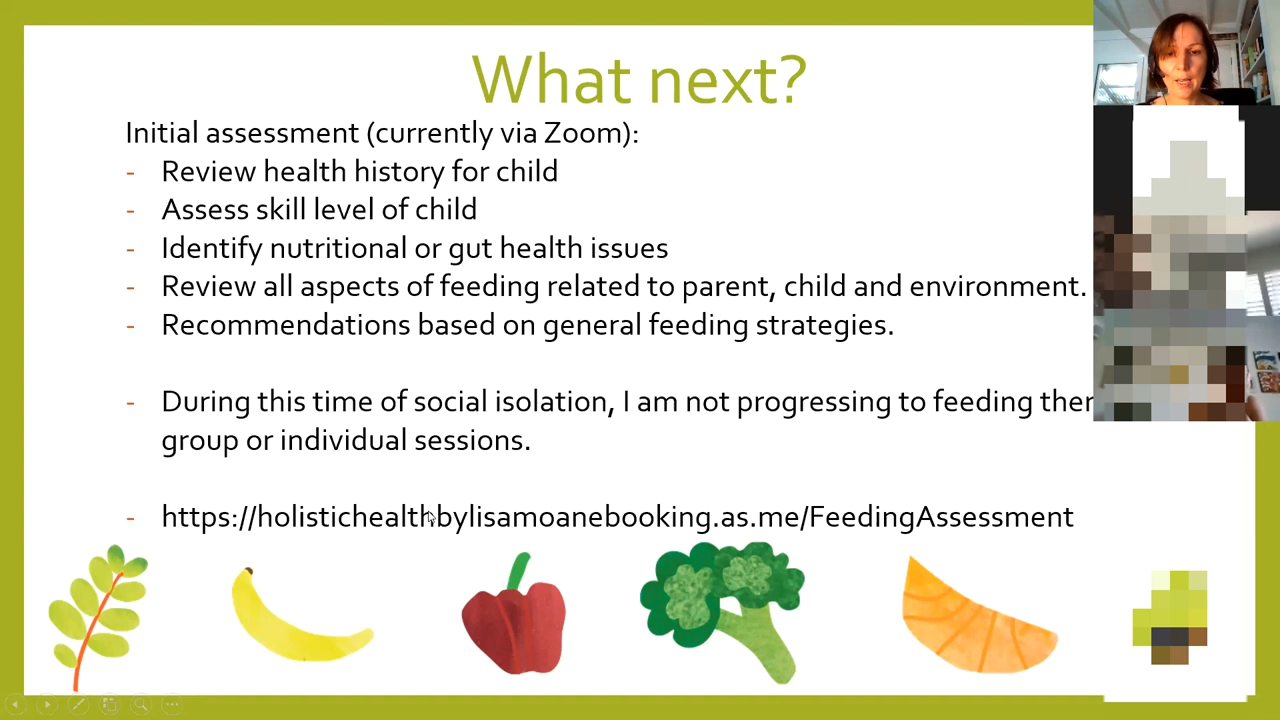 What next?
Initial assessment (currently via Zoom):
- Review health history for child
- Assess skill level of child
- Identify nutritional or gut health issues
- Review all aspects of feeding related to parent, child and environment.
- Recommendations based on general feeding strategies.
- During this time of social isolation, I am not progressing to feeding
group or individual sessions.
- https://holistichealthbylisamoanebooking.as.me/FeedingAssessment